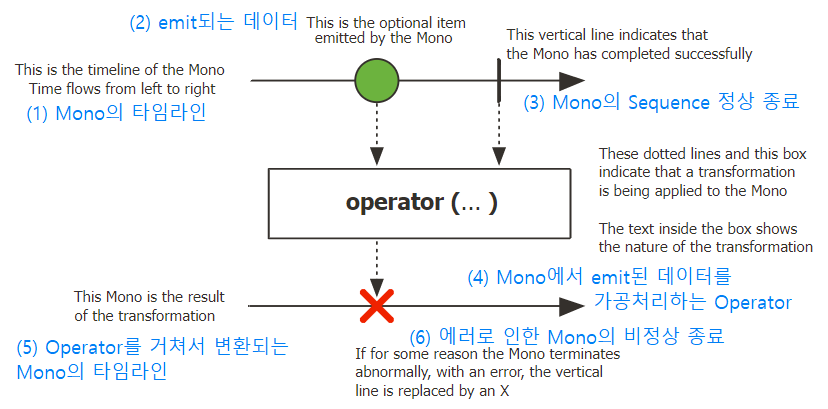 (2) emit되는 데이터
This is the optional item
emitted by the Mono
This vertical line indicates that
the Mono has completed successfully
This is the timeline of the Mono
Time flows from left to right
(1) Mono의 타임라인
(3) Mono의 Sequence 정상 종료
These dotted lines and this box
indicate that a transformation
is being applied to the Mono
operator (... )
The text inside the box shows
the nature of the transformation
(4) Mono에서 emit된 데이터를
가공처리하는 Operator
This Mono is the result
of the transformation
(5) Operator를 거쳐서 변환되는
Mono의 타임라인
(6) 에러로 인한 Mono의 비정상 종료
If for some reason the Mono terminates
abnormally, with an error, the vertical
line is replaced by an X